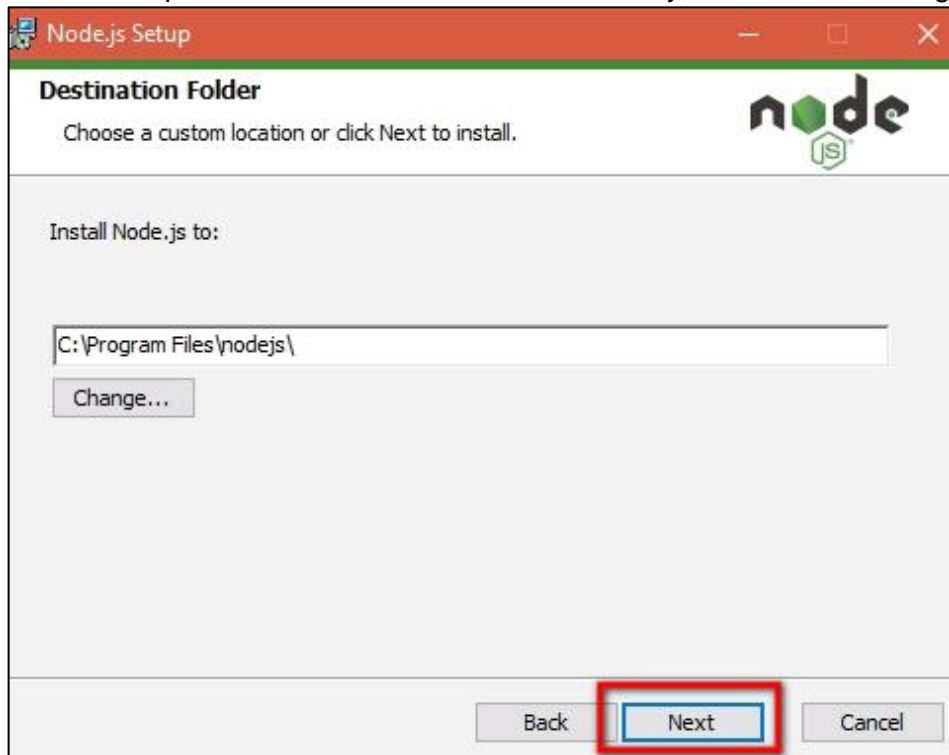 Node.js Setup
Destination Folder
Choose a custom location or click Next to install.
node
JS
Install Node.js to:
C:\Program Files\nodejs\
Change...
Back Next Cancel